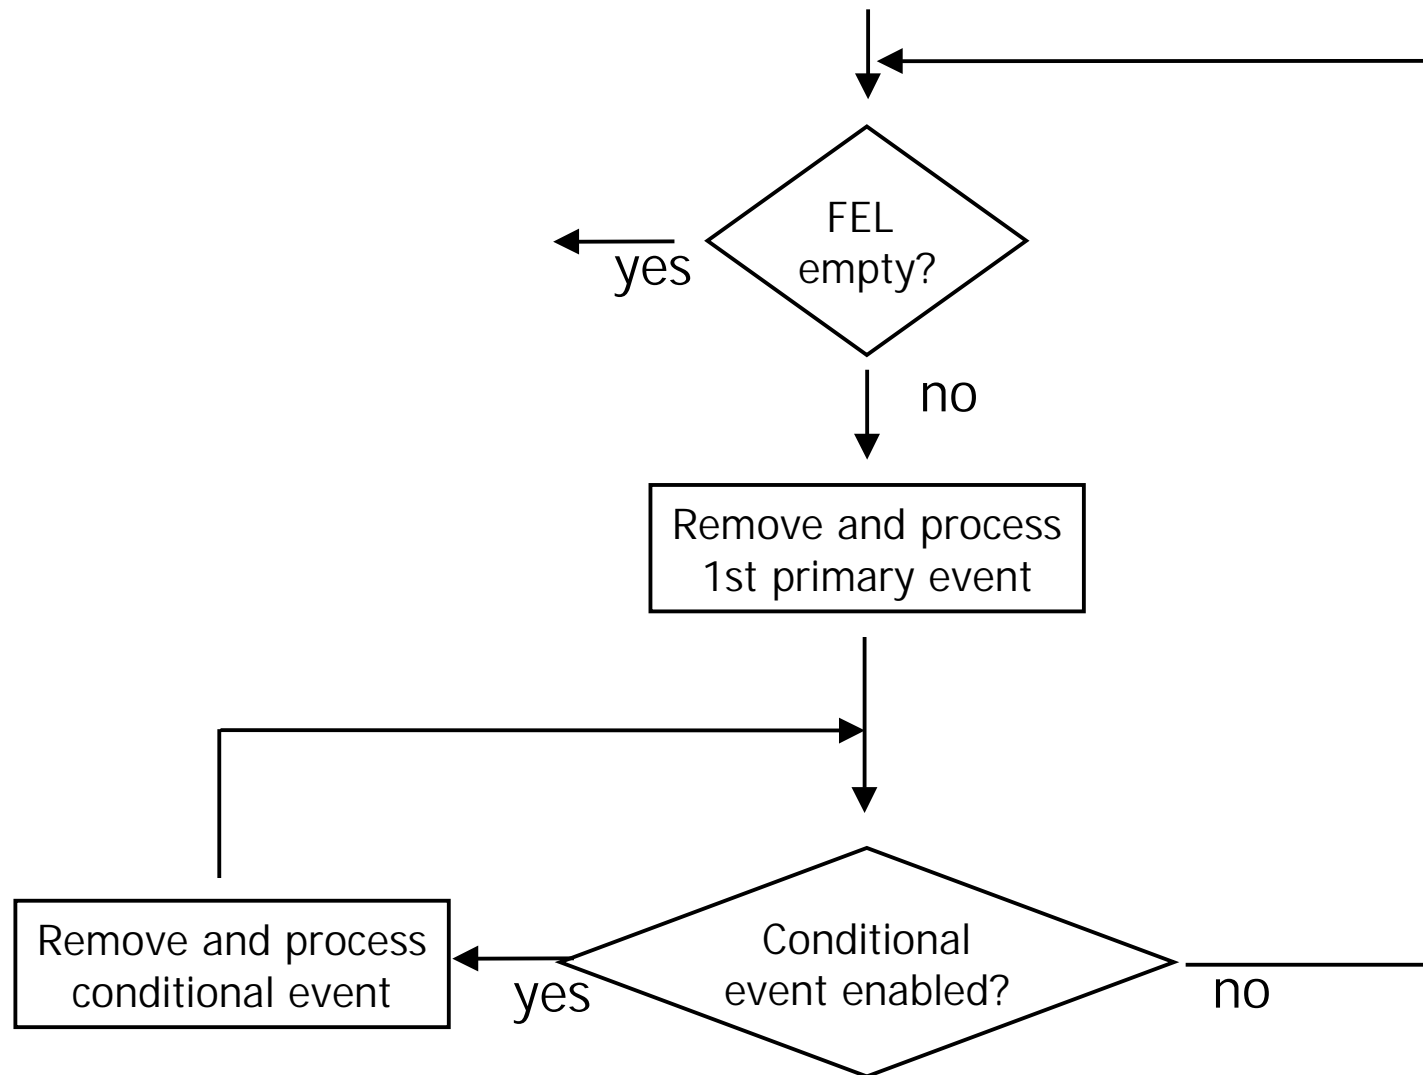 FEL
empty?
yes
no
Remove and process
1st primary event
Conditional
event enabled?
Remove and process
conditional event
yes
no